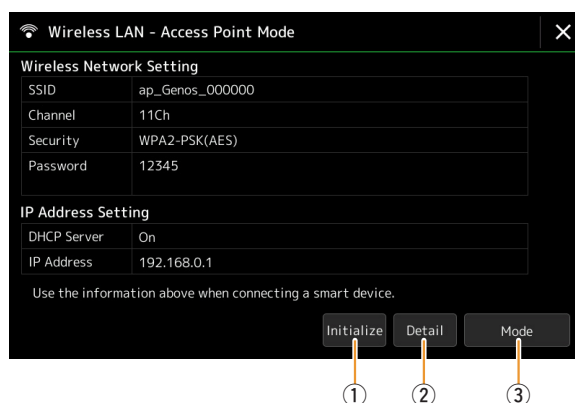 Wireless LAN - Access Point Mode
Wireless Network Setting
SSID ap_Genos_000000
Channel 11Ch
Security WPA2-PSK(AES)
Password 12345
IP Address Setting
DHCP Server On
IP Address 192.168.0.1
Use the information above when connecting a smart device.
Initialize Detail Mode
① ② ③